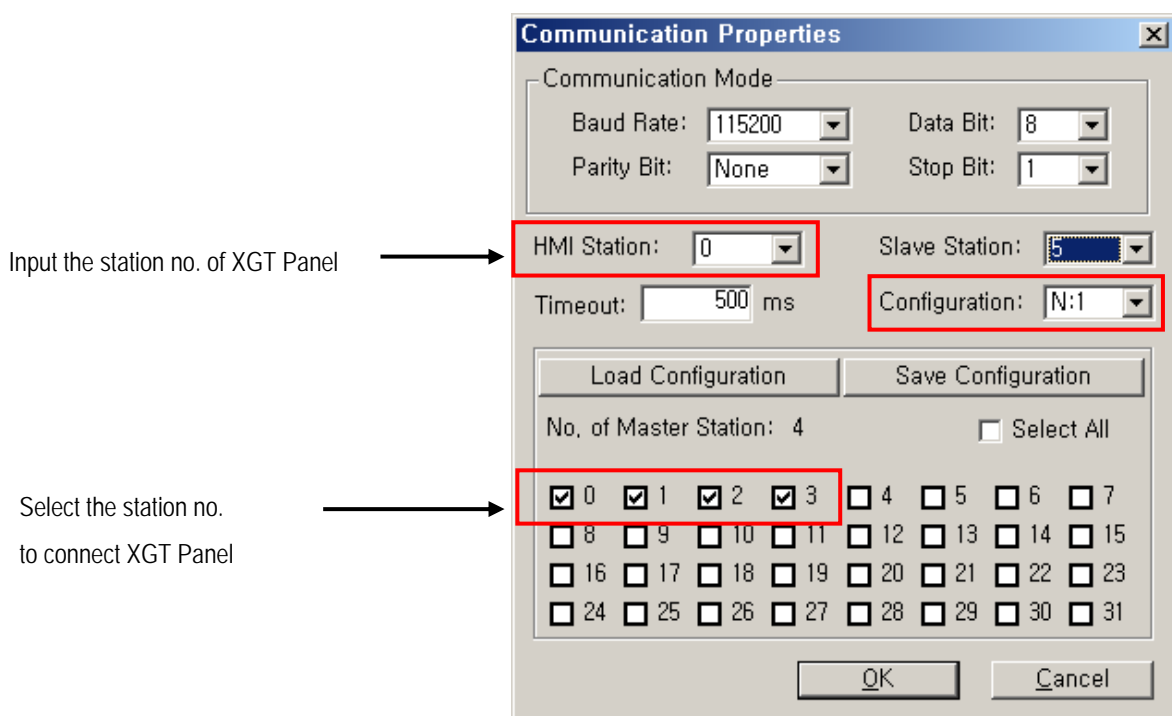 Communication Properties
Communication Mode
Baud Rate: 115200 Data Bit: 8
Parity Bit: None Stop Bit: 1
Input the station no. of XGT Panel
HMI Station: 0 Slave Station: 5
Timeout: 500 ms Configuration: N:1
Load Configuration Save Configuration
No. of Master Station: 4 Select All
Select the station no.
to connect XGT Panel
0 1 2 3 4 5 6 7
8 9 10 11 12 13 14 15
16 17 18 19 20 21 22 23
24 25 26 27 28 29 30 31
OK Cancel